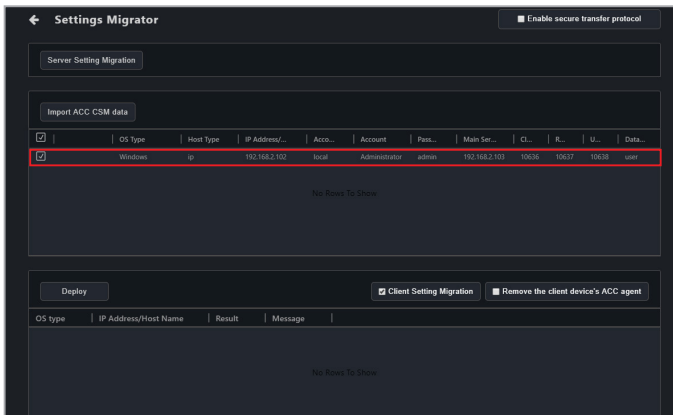 Settings Migrator
Enable secure transfer protocol
Server Setting Migration
Import ACC CSM data
OS Type Host Type IP Address/... Acco... Account Pass... Main Ser... Cl... R... U... Data...
Windows ip 192.168.2.102 local Administrator admin 192.168.2.103 10636 10637 10638 user
No Rows To Show
Deploy Client Setting Migration Remove the client device's ACC agent
OS type IP Address/Host Name Result Message
No Rows To Show